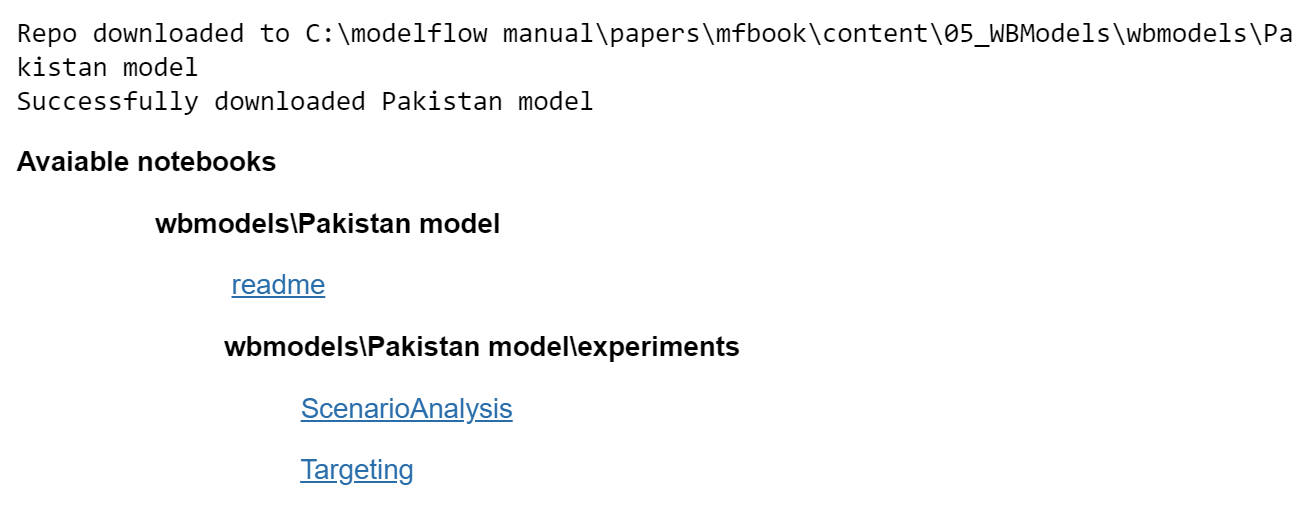 Repo downloaded to C:\modelflow manual\papers\mfbook\content\05_WBModels\wbmodels\Pa
kistan model
Successfully downloaded Pakistan model
Avaiable notebooks
wbmodels\Pakistan model
readme
wbmodels\Pakistan model\experiments
ScenarioAnalysis
Targeting